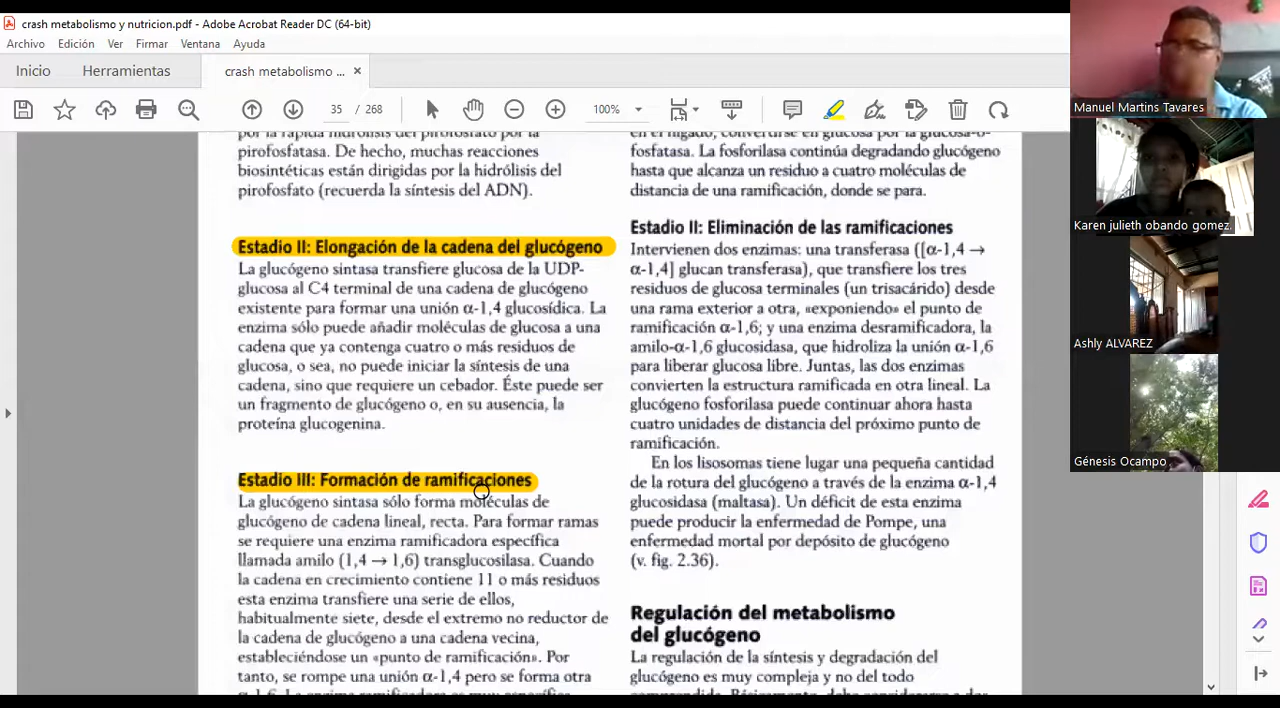 crash metabolismo y nutricion.pdf - Adobe Acrobat Reader DC (64-bit)
Archivo Edición Ver Firmar Ventana Ayuda
Inicio Herramientas crash metabolismo ... ×
35 / 268 100%
por la rápida hidrólisis del pirofosfato por la
pirofosfatasa. De hecho, muchas reacciones
biosintéticas están dirigidas por la hidrólisis del
pirofosfato (recuerda la síntesis del ADN).
Estadio II: Elongación de la cadena del glucógeno
La glucógeno sintasa transfiere glucosa de la UDP-
glucosa al C4 terminal de una cadena de glucógeno
existente para formar una unión α-1,4 glucosídica. La
enzima sólo puede añadir moléculas de glucosa a una
cadena que ya contenga cuatro o más residuos de
glucosa, o sea, no puede iniciar la síntesis de una
cadena, sino que requiere un cebador. Éste puede ser
un fragmento de glucógeno o, en su ausencia, la
proteína glucogenina.
Estadio III: Formación de ramificaciones
La glucógeno sintasa sólo forma moléculas de
glucógeno de cadena lineal, recta. Para formar ramas
se requiere una enzima ramificadora específica
llamada amilo (1,4 → 1,6) transglucosilasa. Cuando
la cadena en crecimiento contiene 11 o más residuos
esta enzima transfiere una serie de ellos,
habitualmente siete, desde el extremo no reductor de
la cadena de glucógeno a una cadena vecina,
estableciéndose un «punto de ramificación». Por
tanto, se rompe una unión α-1,4 pero se forma otra
en el hígado, convertirse en glucosa por la glucosa-6-
fosfatasa. La fosforilasa continúa degradando glucógeno
hasta que alcanza un residuo a cuatro moléculas de
distancia de una ramificación, donde se para.
Estadio II: Eliminación de las ramificaciones
Intervienen dos enzimas: una transferasa ([α-1,4 →
α-1,4] glucan transferasa), que transfiere los tres
residuos de glucosa terminales (un trisacárido) desde
una rama exterior a otra, «exponiendo» el punto de
ramificación α-1,6; y una enzima desramificadora, la
amilo-α-1,6 glucosidasa, que hidroliza la unión α-1,6
para liberar glucosa libre. Juntas, las dos enzimas
convierten la estructura ramificada en otra lineal. La
glucógeno fosforilasa puede continuar ahora hasta
cuatro unidades de distancia del próximo punto de
ramificación.
En los lisosomas tiene lugar una pequeña cantidad
de la rotura del glucógeno a través de la enzima α-1,4
glucosidasa (maltasa). Un déficit de esta enzima
puede producir la enfermedad de Pompe, una
enfermedad mortal por depósito de glucógeno
(v. fig. 2.36).
Regulación del metabolismo
del glucógeno
La regulación de la síntesis y degradación del
glucógeno es muy compleja y no del todo
Manuel Martins Tavares
Karen julieth obando gomez.
Ashly ALVAREZ
Génesis Ocampo